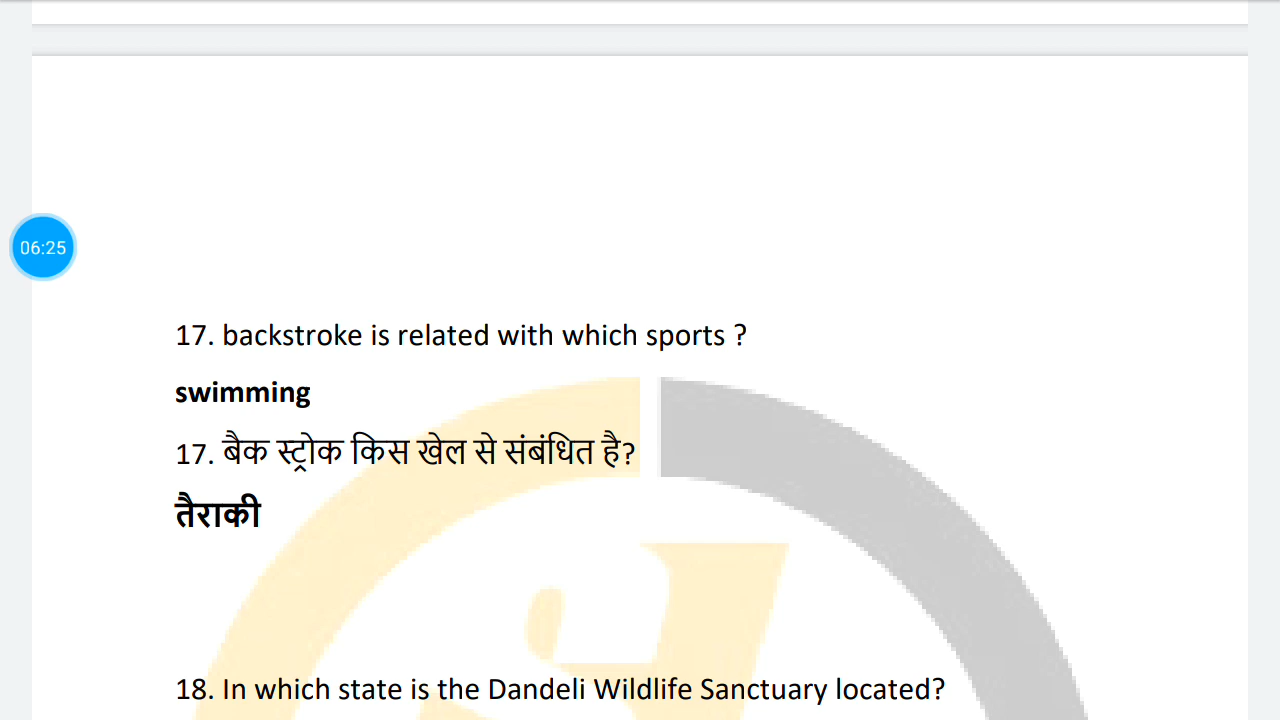 06:25
17. backstroke is related with which sports ?
swimming
17. बैक स्ट्रोक किस खेल से संबंधित है?
तैराकी
18. In which state is the Dandeli Wildlife Sanctuary located?